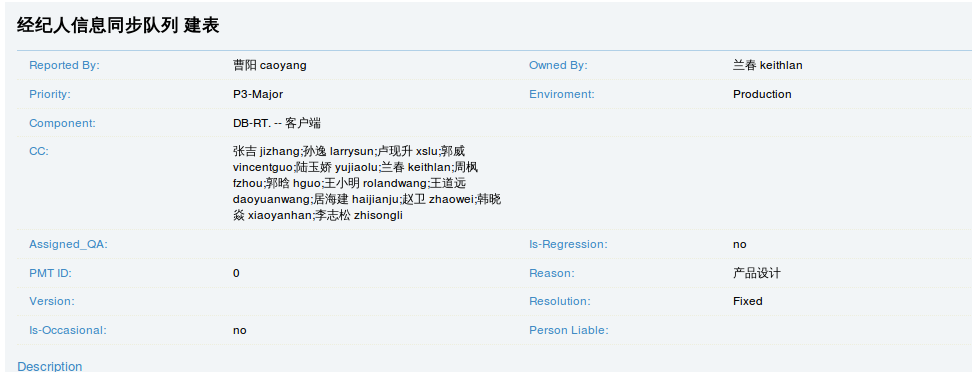 经纪人信息同步队列 建表
Reported By: 曹阳 caoyang Owned By: 兰春 keithlan
Priority: P3-Major Enviroment: Production
Component: DB-RT. -- 客户端
CC: 张吉 jizhang;孙逸 larrysun;卢现升 xslu;郭威
vincentguo;陆玉娇 yujiaolu;兰春 keithlan;周枫
fzhou;郭晗 hguo;王小明 rolandwang;王道远
daoyuanwang;居海建 haijianju;赵卫 zhaowei;韩晓
焱 xiaoyanhan;李志松 zhisongli
Assigned_QA: Is-Regression: no
PMT ID: 0 Reason: 产品设计
Version: Resolution: Fixed
Is-Occasional: no Person Liable:
Description